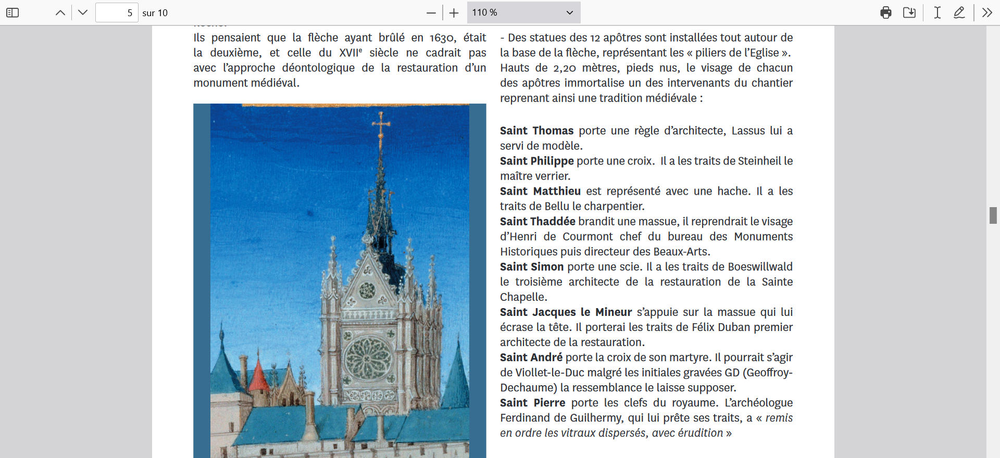 5 sur 10
110 %
Ils pensaient que la flèche ayant brûlé en 1630, était
la deuxième, et celle du XVIIe siècle ne cadrait pas
avec l’approche déontologique de la restauration d’un
monument médiéval.
- Des statues des 12 apôtres sont installées tout autour de
la base de la flèche, représentant les « piliers de l’Eglise ».
Hauts de 2,20 mètres, pieds nus, le visage de chacun
des apôtres immortalise un des intervenants du chantier
reprenant ainsi une tradition médiévale :
Saint Thomas porte une règle d’architecte, Lassus lui a
servi de modèle.
Saint Philippe porte une croix. Il a les traits de Steinheil le
maître verrier.
Saint Matthieu est représenté avec une hache. Il a les
traits de Bellu le charpentier.
Saint Thaddée brandit une massue, il reprendrait le visage
d’Henri de Courmont chef du bureau des Monuments
Historiques puis directeur des Beaux-Arts.
Saint Simon porte une scie. Il a les traits de Boeswillwald
le troisième architecte de la restauration de la Sainte
Chapelle.
Saint Jacques le Mineur s’appuie sur la massue qui lui
écrase la tête. Il porterai les traits de Félix Duban premier
architecte de la restauration.
Saint André porte la croix de son martyre. Il pourrait s’agir
de Viollet-le-Duc malgré les initiales gravées GD (Geoffroy-
Dechaume) la ressemblance le laisse supposer.
Saint Pierre porte les clefs du royaume. L’archéologue
Ferdinand de Guilhermy, qui lui prête ses traits, a « remis
en ordre les vitraux dispersés, avec érudition »